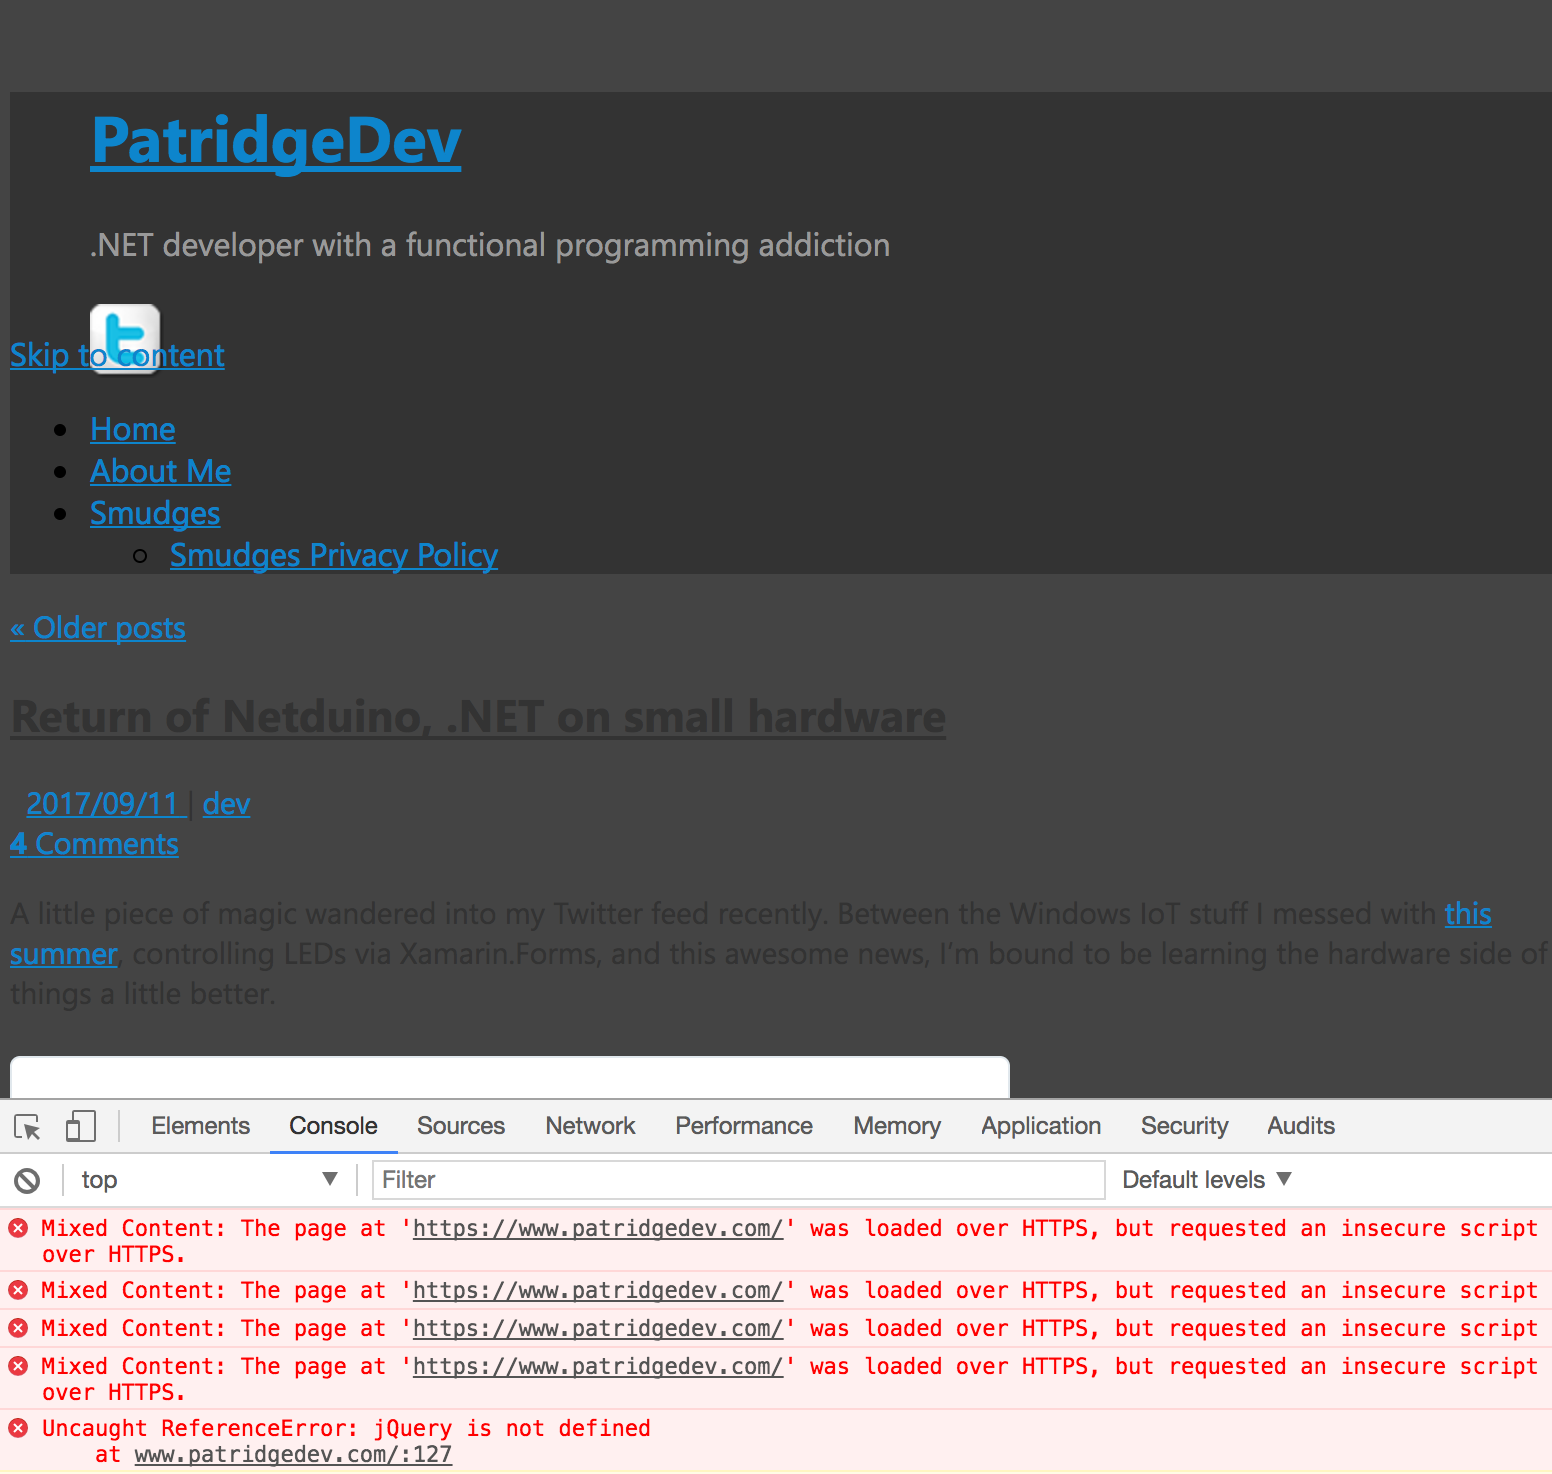 PatridgeDev
.NET developer with a functional programming addiction
Skip to content
Home
About Me
Smudges
Smudges Privacy Policy
« Older posts
Return of Netduino, .NET on small hardware
2017/09/11 | dev
4 Comments
A little piece of magic wandered into my Twitter feed recently. Between the Windows IoT stuff I messed with this
summer, controlling LEDs via Xamarin.Forms, and this awesome news, I’m bound to be learning the hardware side of
things a little better.
Elements Console Sources Network Performance Memory Application Security Audits
top ▼ Filter Default levels ▼
Mixed Content: The page at 'https://www.patridgedev.com/' was loaded over HTTPS, but requested an insecure script
over HTTPS.
Mixed Content: The page at 'https://www.patridgedev.com/' was loaded over HTTPS, but requested an insecure script
Mixed Content: The page at 'https://www.patridgedev.com/' was loaded over HTTPS, but requested an insecure script
Mixed Content: The page at 'https://www.patridgedev.com/' was loaded over HTTPS, but requested an insecure script
over HTTPS.
Uncaught ReferenceError: jQuery is not defined
at www.patridgedev.com/:127